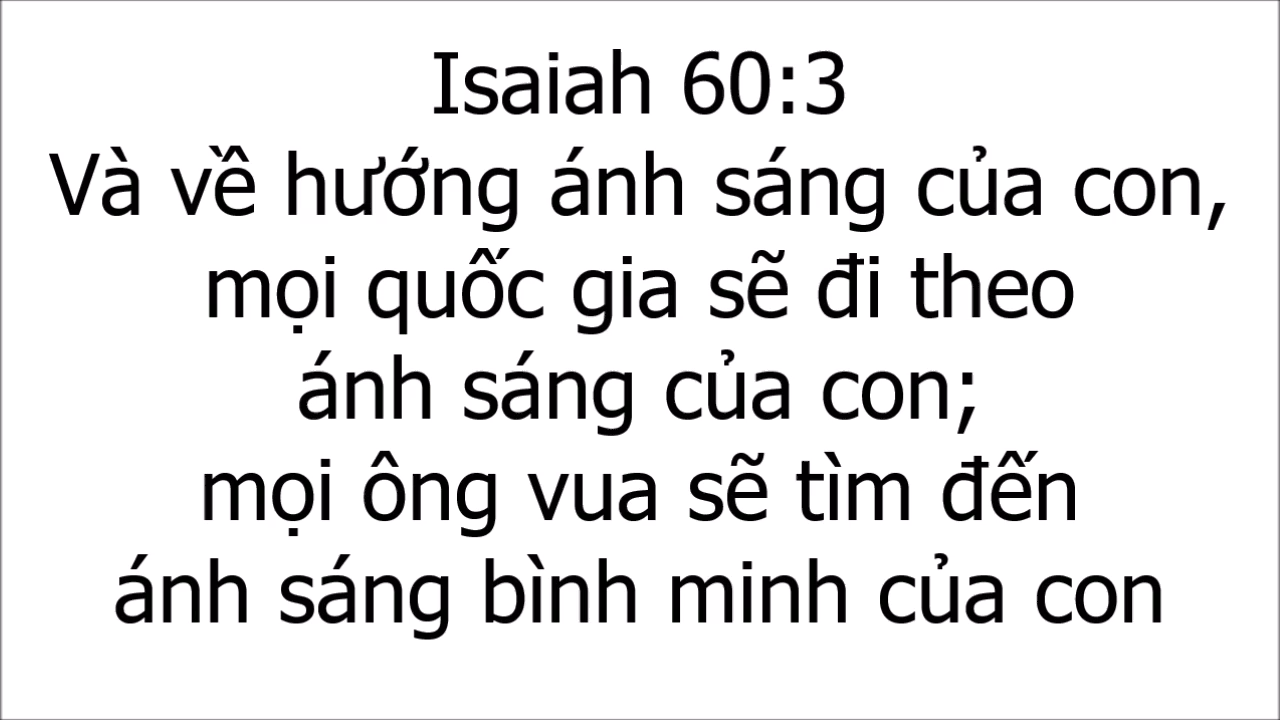 Isaiah 60:3
Và về hướng ánh sáng của con,
mọi quốc gia sẽ đi theo
ánh sáng của con;
mọi ông vua sẽ tìm đến
ánh sáng bình minh của con